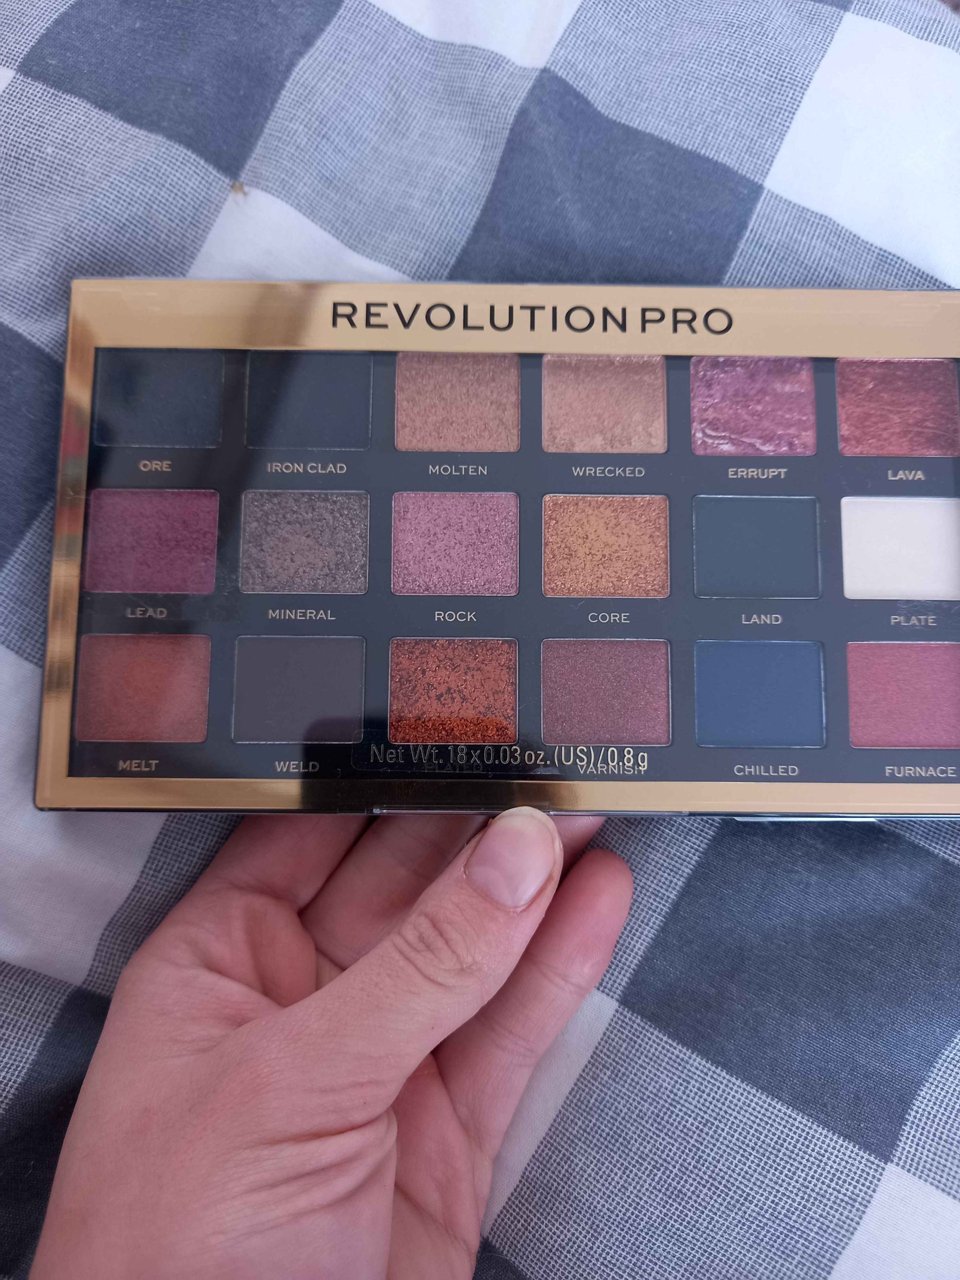 REVOLUTION PRO
ORE IRON CLAD MOLTEN WRECKED ERRUPT LAVA
LEAD MINERAL ROCK CORE LAND PLATE
Net Wt. 18 x 0.03 oz. (US) / 0.8 g
MELT WELD PLATED VARNISH CHILLED FURNACE